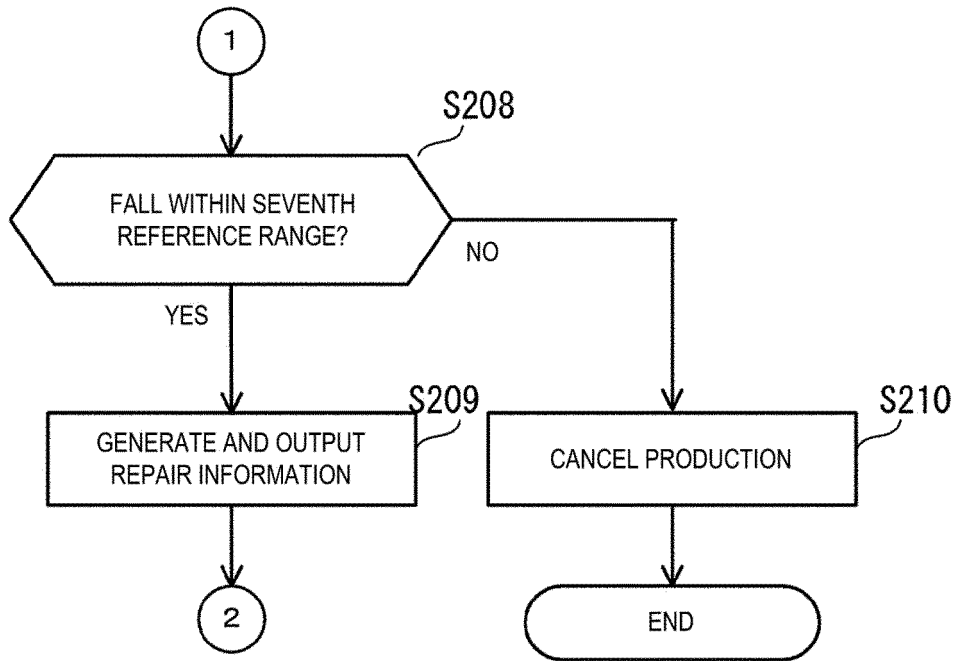 1
S208
FALL WITHIN SEVENTH
REFERENCE RANGE?
NO
YES
S209
GENERATE AND OUTPUT
REPAIR INFORMATION
S210
CANCEL PRODUCTION
2
END